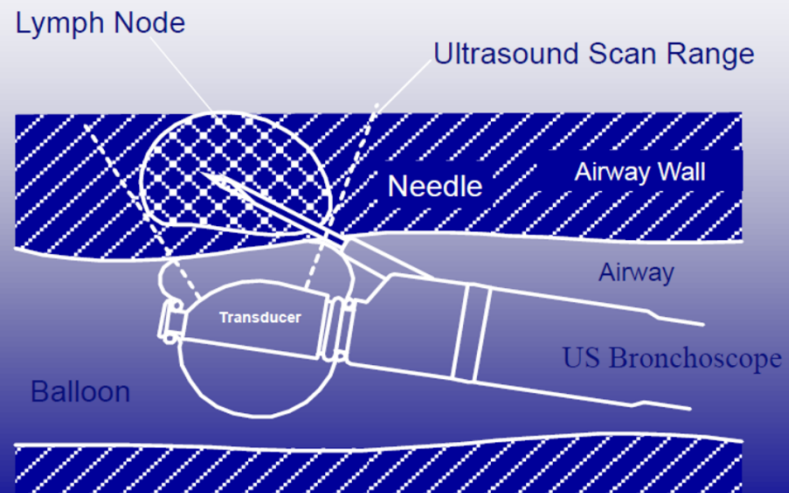 Lymph Node
Ultrasound Scan Range
Needle
Airway Wall
Airway
Transducer
US Bronchoscope
Balloon